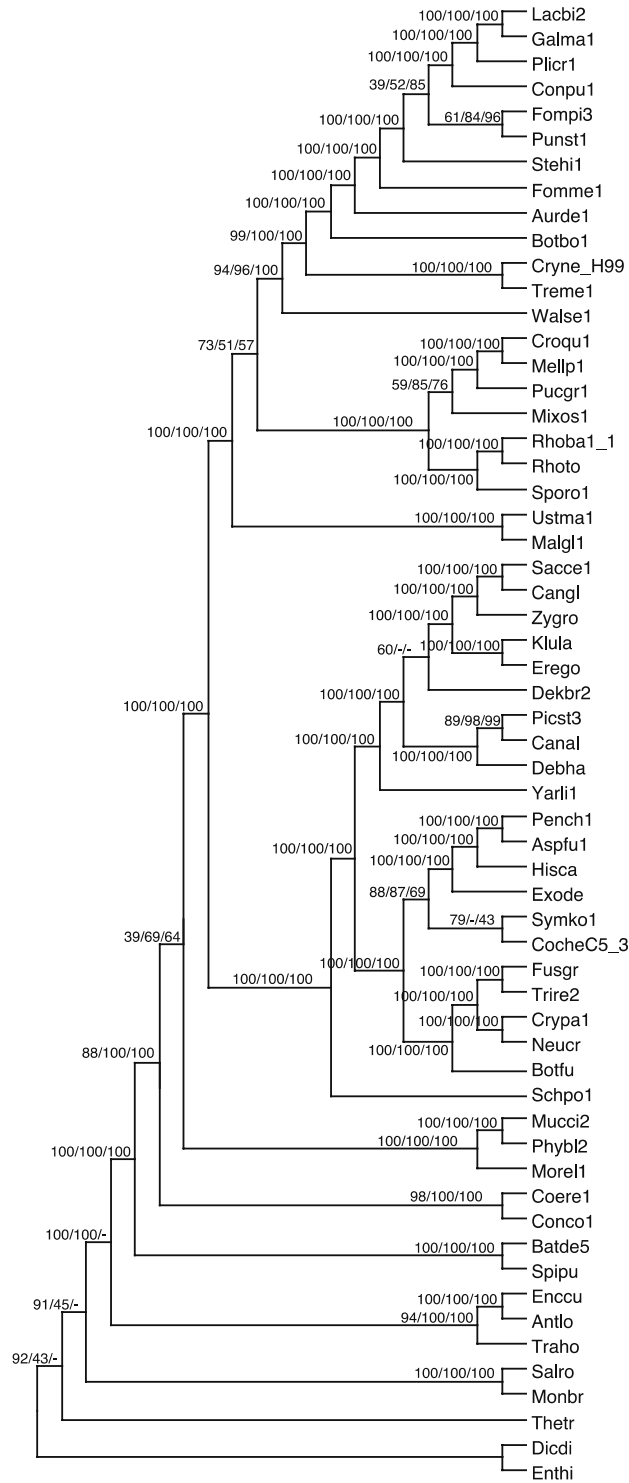 Lacbi2
100/100/100
Galma1
100/100/100
Plicr1
100/100/100
Conpu1
39/52/85
Fompi3
61/84/96
100/100/100
Punst1
Stehi1
100/100/100
Fomme1
100/100/100
Aurde1
99/100/100
Botbo1
Cryne_H99
94/96/100
100/100/100
Treme1
Walse1
Croqu1
100/100/100
73/51/57
Mellp1
100/100/100
Pucgr1
59/85/76
Mixos1
100/100/100
Rhoba1_1
100/100/100
100/100/100
Rhoto
100/100/100
Sporo1
Ustma1
100/100/100
Malgl1
Sacce1
100/100/100
Cangl
100/100/100
Zygro
100/100/100
Klula
100/100/100
60/-/-
Erego
Dekbr2
100/100/100
Picst3
89/98/99
100/100/100
Canal
100/100/100
Debha
Yarli1
Pench1
100/100/100
Aspfu1
100/100/100
100/100/100
Hisca
100/100/100
88/87/69
Exode
Symko1
79/-/43
39/69/64
CocheC5_3
100/100/100
Fusgr
100/100/100
100/100/100
Trire2
100/100/100
Crypa1
100/100/100
Neucr
88/100/100
100/100/100
Botfu
Schpo1
Mucci2
100/100/100
Phybl2
100/100/100
100/100/100
Morel1
Coere1
98/100/100
Conco1
100/100/-
Batde5
100/100/100
Spipu
Enccu
91/45/-
100/100/100
Antlo
94/100/100
Traho
92/43/-
Salro
100/100/100
Monbr
Thetr
Dicdi
Enthi